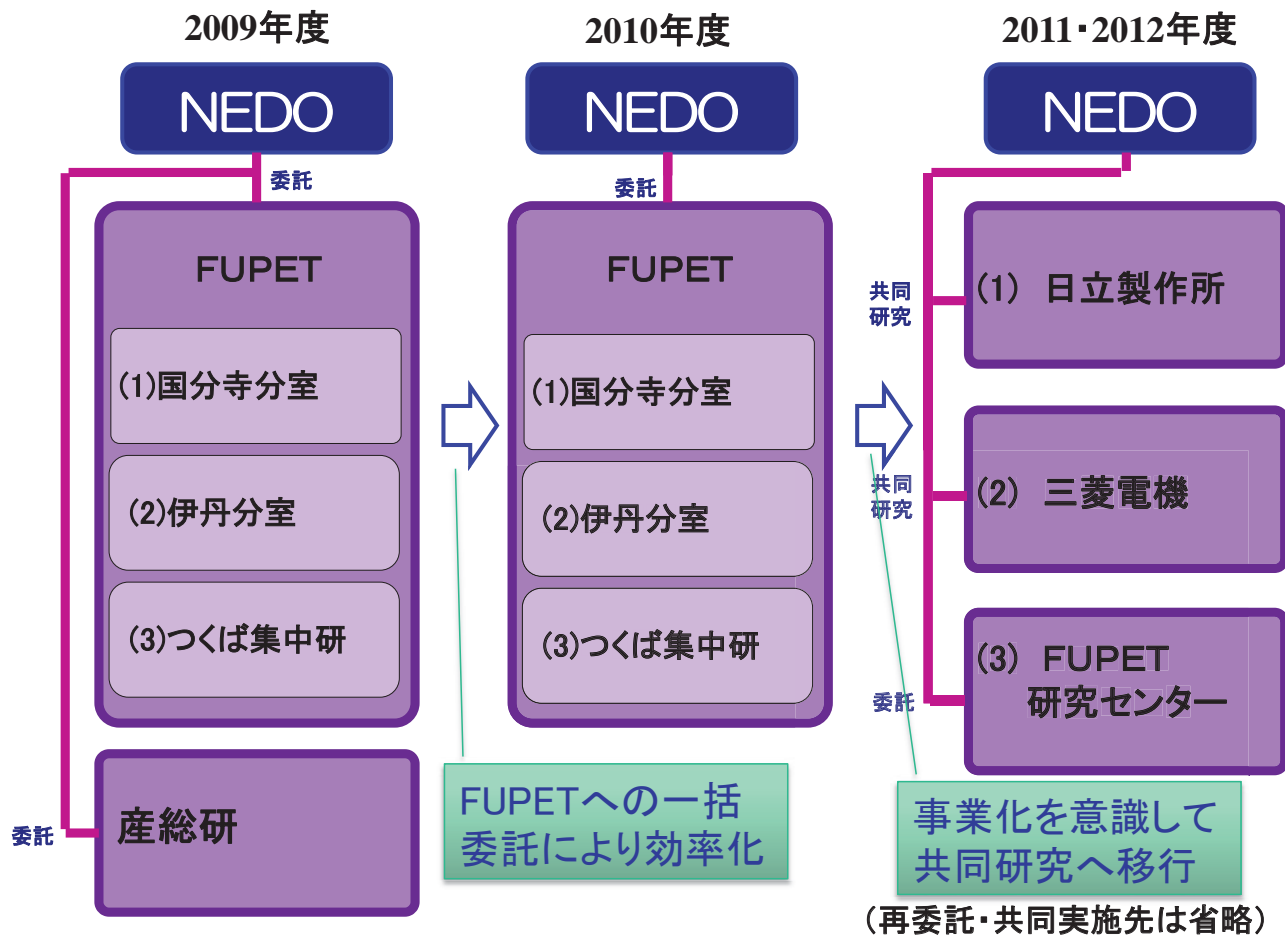 2009年度
NEDO
委託
FUPET
(1)国分寺分室
(2)伊丹分室
(3)つくば集中研
委託
産総研
2010年度
NEDO
委託
FUPET
(1)国分寺分室
(2)伊丹分室
(3)つくば集中研
FUPETへの一括
委託により効率化
2011・2012年度
NEDO
共同
研究
(1) 日立製作所
共同
研究
(2) 三菱電機
委託
(3) FUPET
研究センター
事業化を意識して
共同研究へ移行
(再委託・共同実施先は省略)